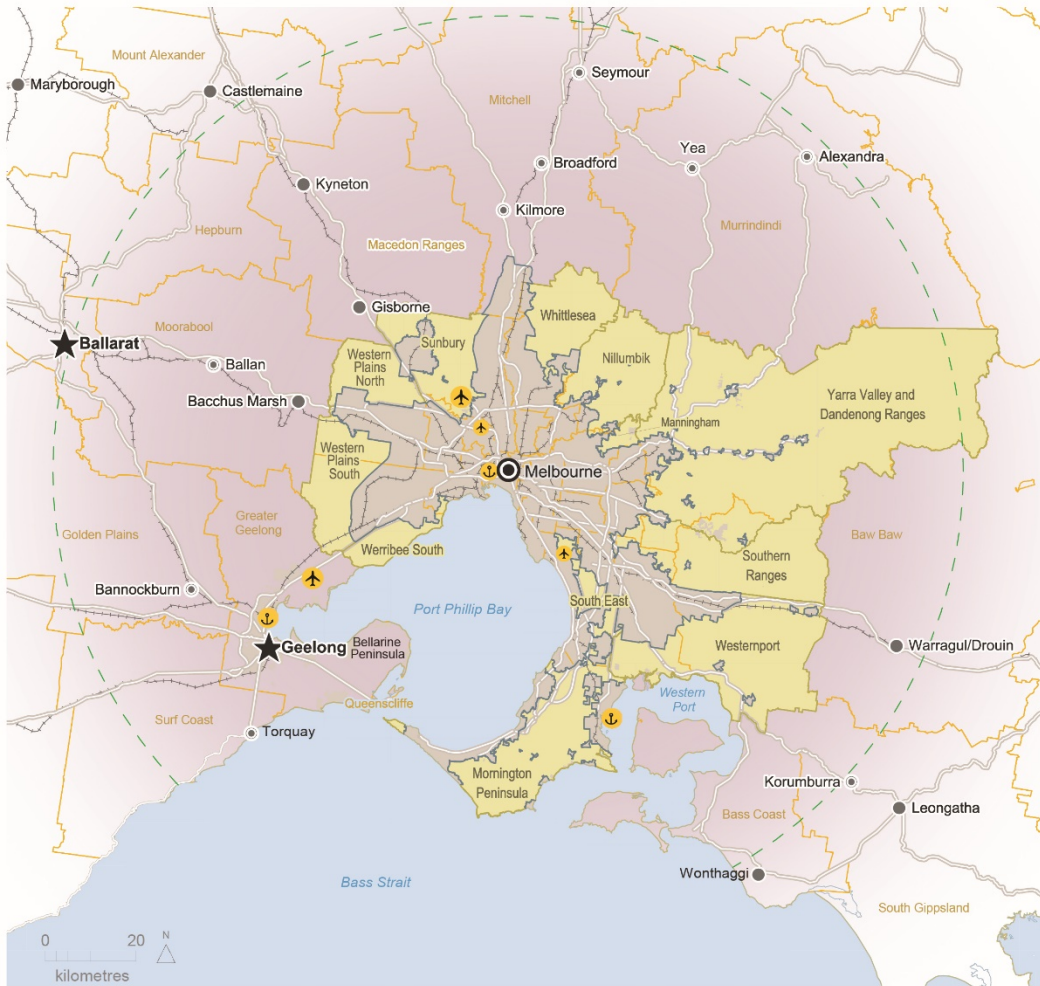 Mount Alexander
Maryborough
Castlemaine
Seymour
Mitchell
Yea
Broadford
Alexandra
Kyneton
Kilmore
Hepburn
Macedon Ranges
Murrindindi
Gisborne
Whittlesea
Moorabool
Sunbury
Ballarat
Western
Plains
North
Nillumbik
Ballan
Yarra Valley and
Dandenong Ranges
Bacchus Marsh
Manningham
Western
Plains
South
Melbourne
Greater
Geelong
Golden Plains
Baw Baw
Werribee South
Southern
Ranges
Bannockburn
South East
Port Phillip Bay
Geelong
Bellarine
Peninsula
Westernport
Warragul/Drouin
Western
Port
Queenscliffe
Surf Coast
Torquay
Mornington
Peninsula
Korumburra
Leongatha
Bass Coast
Wonthaggi
Bass Strait
South Gippsland
0 20
N
kilometres